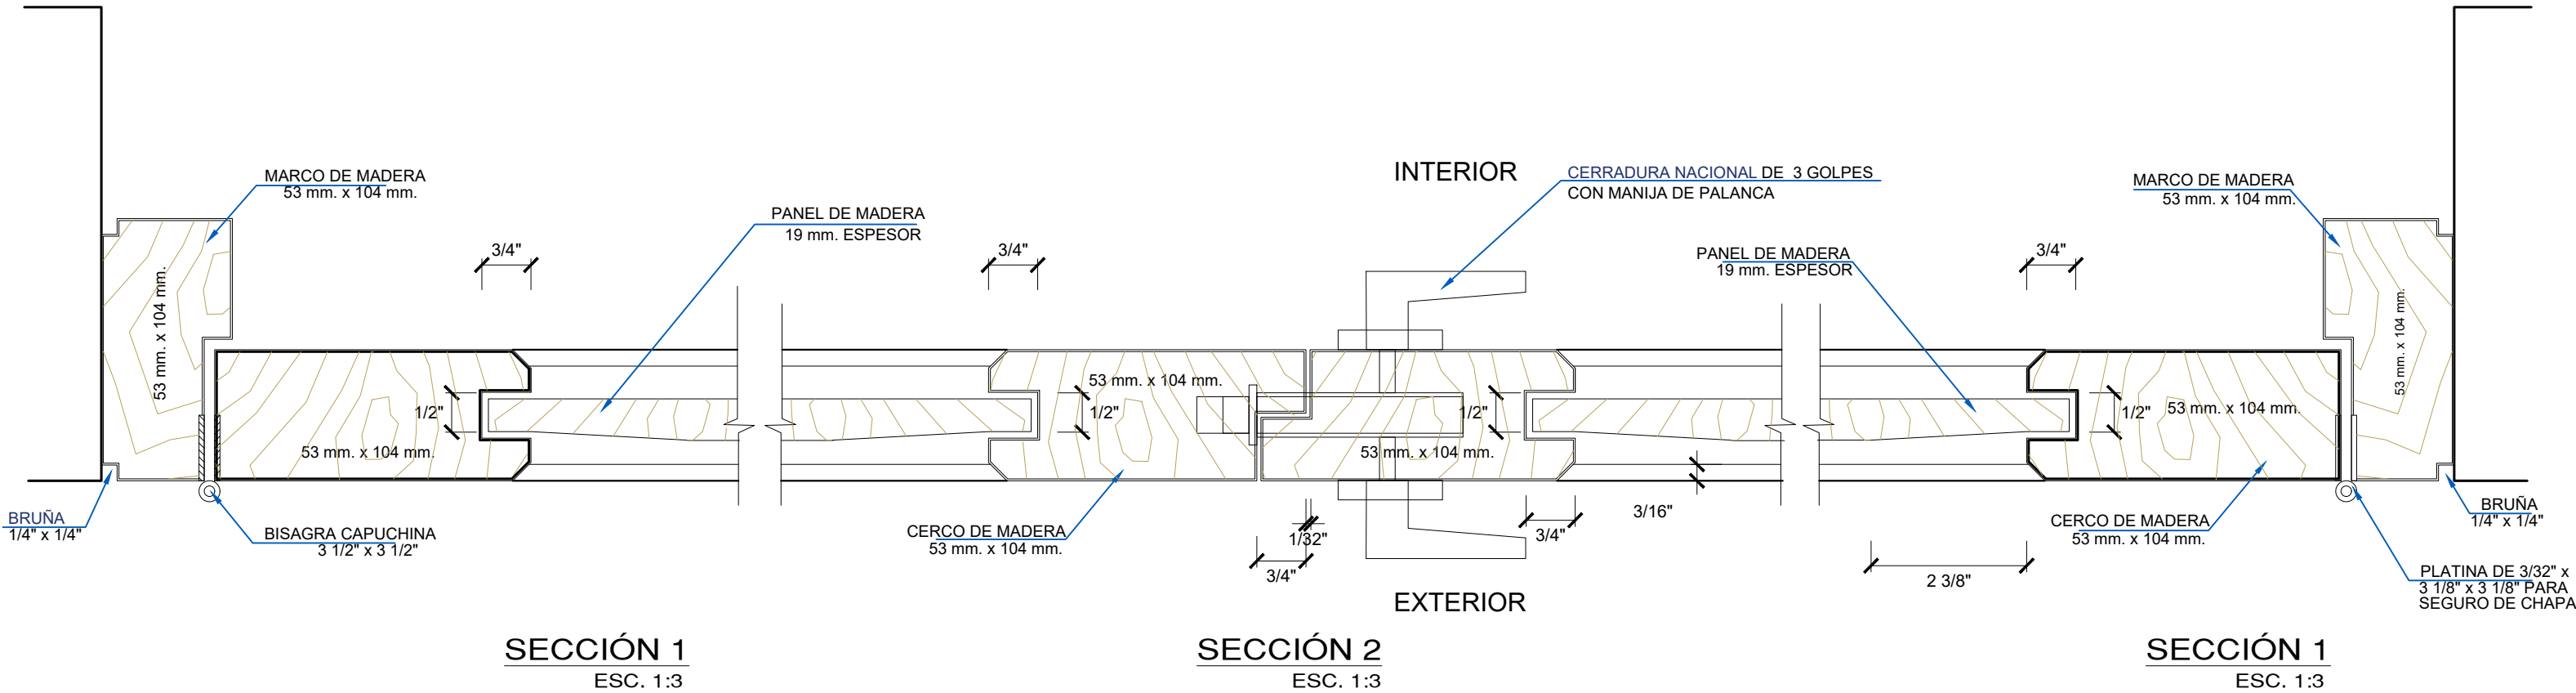 INTERIOR
CERRADURA NACIONAL DE 3 GOLPES
CON MANIJA DE PALANCA
MARCO DE MADERA
53 mm. x 104 mm.
PANEL DE MADERA
19 mm. ESPESOR
MARCO DE MADERA
53 mm. x 104 mm.
PANEL DE MADERA
19 mm. ESPESOR
3/4"
3/4"
3/4"
53 mm. x 104 mm.
53 mm. x 104 mm.
1/2"
53 mm. x 104 mm.
53 mm. x 104 mm.
1/2"
1/2"
53 mm. x 104 mm.
1/2"
53 mm. x 104 mm.
BRUÑA
1/4" x 1/4"
BISAGRA CAPUCHINA
3 1/2" x 3 1/2"
CERCO DE MADERA
53 mm. x 104 mm.
1/32"
3/4"
3/4"
3/16"
2 3/8"
CERCO DE MADERA
53 mm. x 104 mm.
BRUÑA
1/4" x 1/4"
PLATINA DE 3/32" x
3 1/8" x 3 1/8" PARA
SEGURO DE CHAPA
EXTERIOR
SECCIÓN 1
ESC. 1:3
SECCIÓN 2
ESC. 1:3
SECCIÓN 1
ESC. 1:3